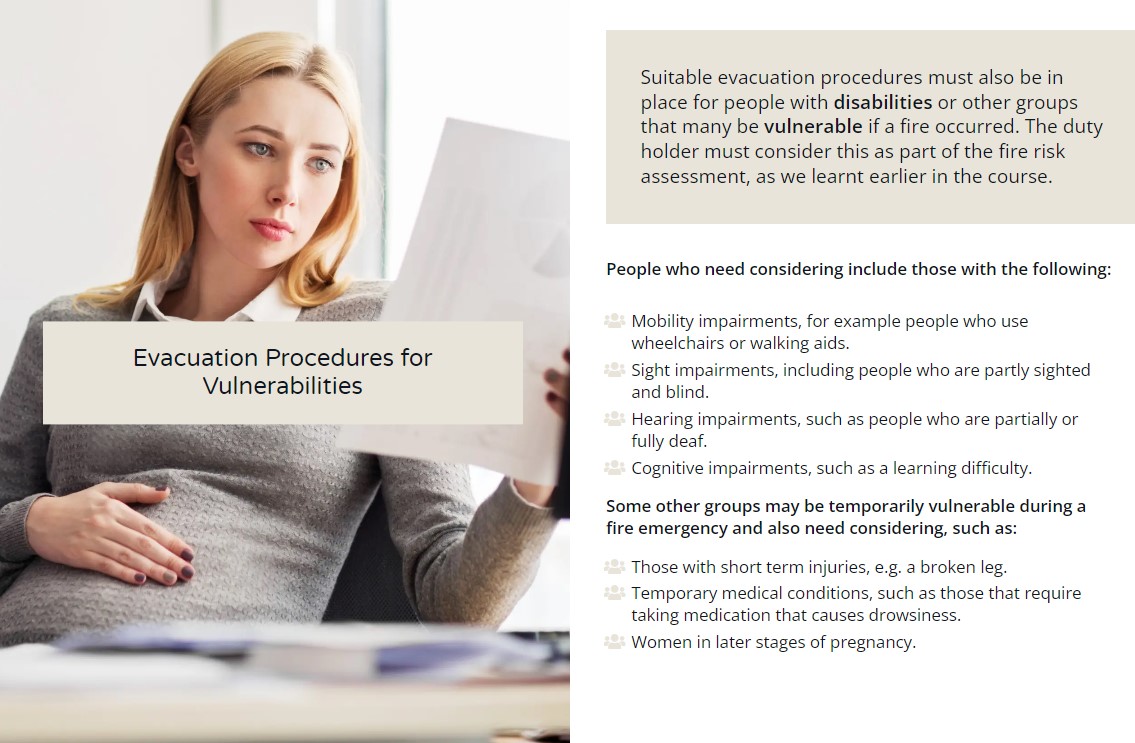 Evacuation Procedures for
Vulnerabilities
Suitable evacuation procedures must also be in
place for people with disabilities or other groups
that many be vulnerable if a fire occurred. The duty
holder must consider this as part of the fire risk
assessment, as we learnt earlier in the course.
People who need considering include those with the following:
Mobility impairments, for example people who use
wheelchairs or walking aids.
Sight impairments, including people who are partly sighted
and blind.
Hearing impairments, such as people who are partially or
fully deaf.
Cognitive impairments, such as a learning difficulty.
Some other groups may be temporarily vulnerable during a
fire emergency and also need considering, such as:
Those with short term injuries, e.g. a broken leg.
Temporary medical conditions, such as those that require
taking medication that causes drowsiness.
Women in later stages of pregnancy.